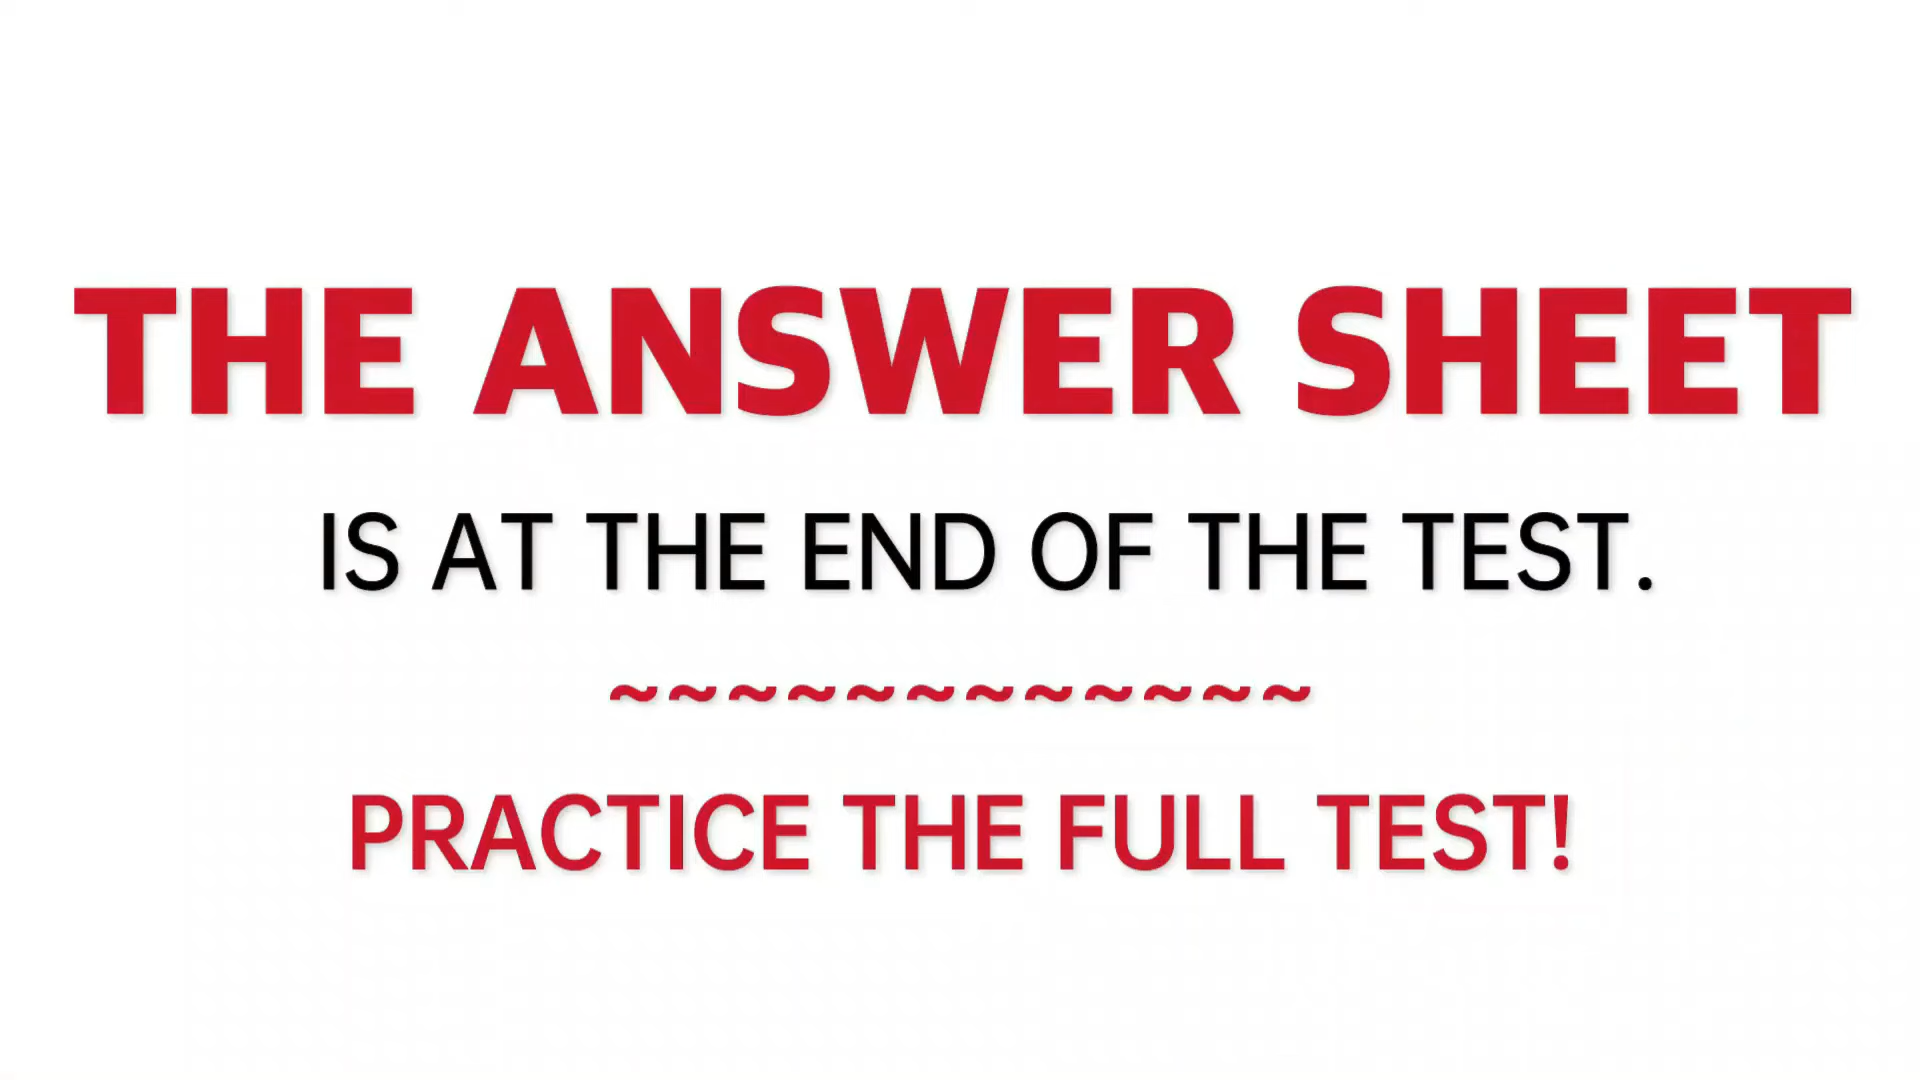 THE ANSWER SHEET
IS AT THE END OF THE TEST.
~~~~~~~~~~~~
PRACTICE THE FULL TEST!